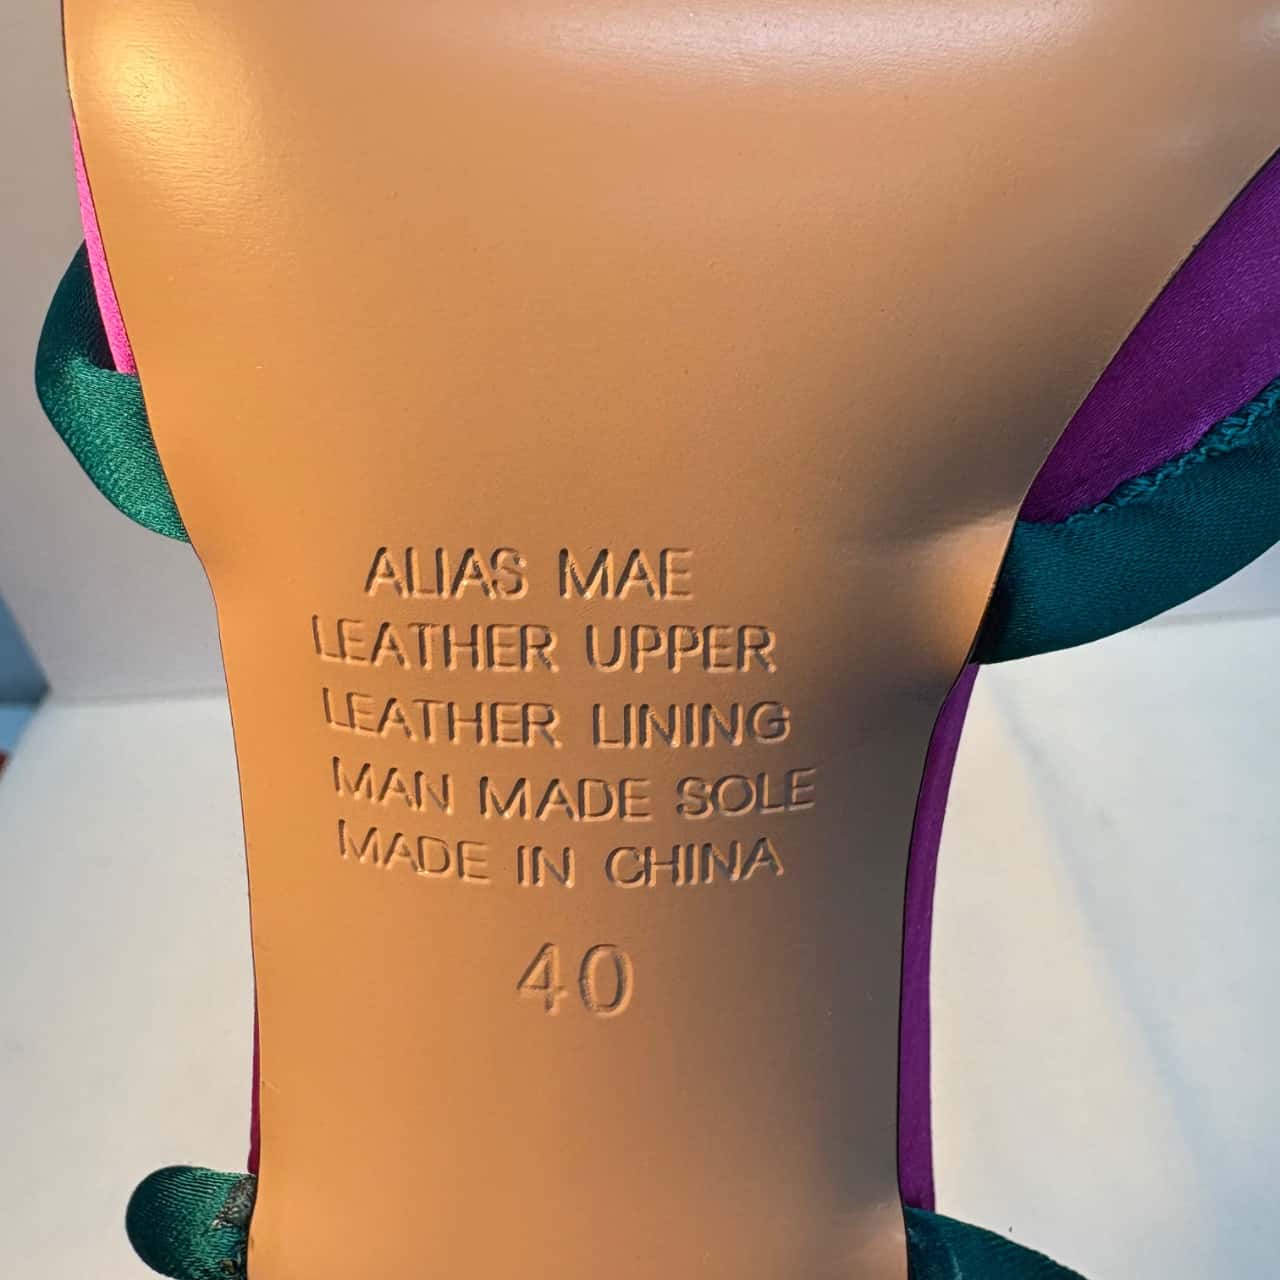 ALIAS MAE
LEATHER UPPER
LEATHER LINING
MAN MADE SOLE
MADE IN CHINA
40